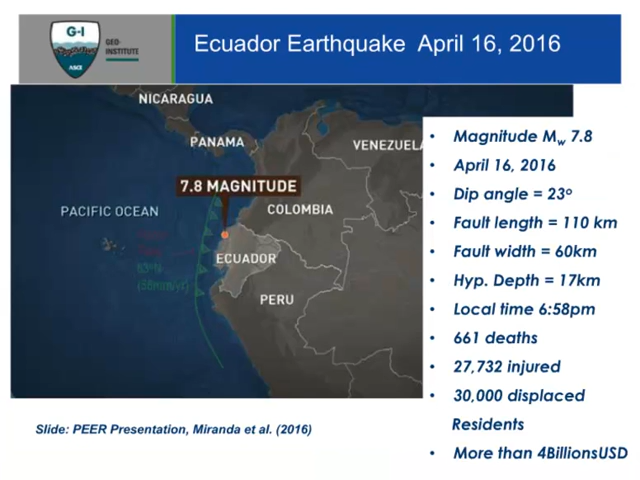 G-I
ASCE
GEO-
INSTITUTE
Ecuador Earthquake April 16, 2016
NICARAGUA
PANAMA
VENEZUELA
7.8 MAGNITUDE
PACIFIC OCEAN
COLOMBIA
ECUADOR
PERU
• Magnitude Mw 7.8
• April 16, 2016
• Dip angle = 23o
• Fault length = 110 km
• Fault width = 60km
• Hyp. Depth = 17km
• Local time 6:58pm
• 661 deaths
• 27,732 injured
• 30,000 displaced
Residents
• More than 4BillionsUSD
Slide: PEER Presentation, Miranda et al. (2016)